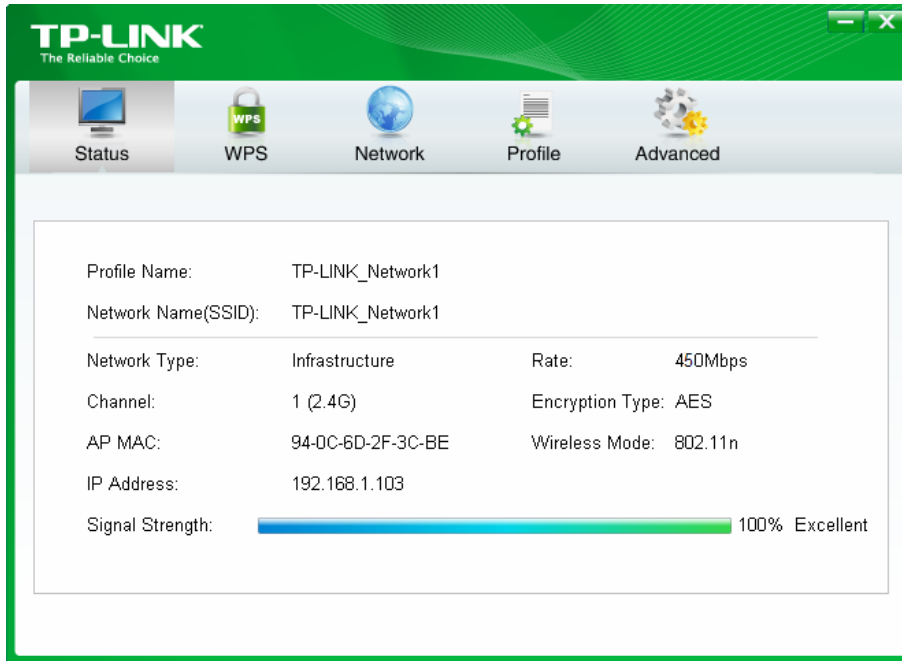 TP-LINK
The Reliable Choice
Status WPS Network Profile Advanced
WPS
Profile Name: TP-LINK_Network1
Network Name(SSID): TP-LINK_Network1
Network Type: Infrastructure Rate: 450Mbps
Channel: 1 (2.4G) Encryption Type: AES
AP MAC: 94-0C-6D-2F-3C-BE Wireless Mode: 802.11n
IP Address: 192.168.1.103
Signal Strength: 100% Excellent